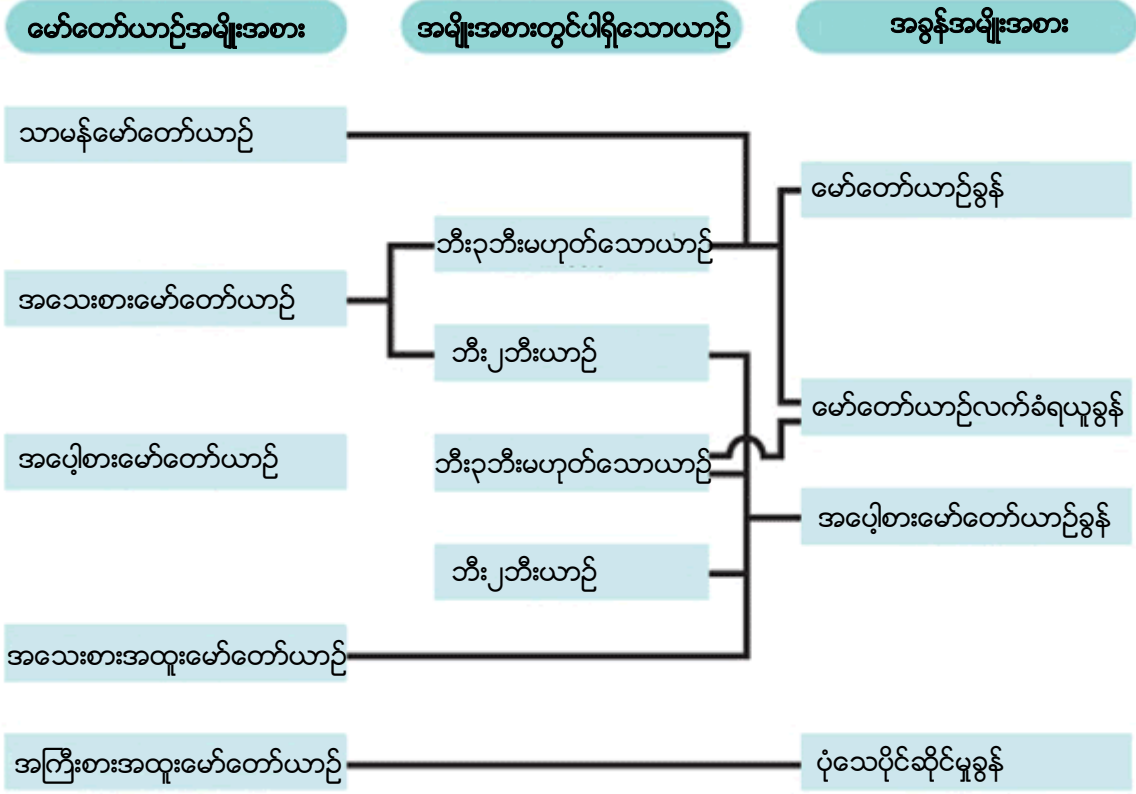 မော်တော်ယာဉ်အမျိုးအစား
အမျိုးအစားတွင်ပါရှိသောယာဉ်
အခွန်အမျိုးအစား
သာမန်မော်တော်ယာဉ်
မော်တော်ယာဉ်ခွန်
ဘီး၃ဘီးမဟုတ်သောယာဉ်
အသေးစားမော်တော်ယာဉ်
ဘီး၂ဘီးယာဉ်
မော်တော်ယာဉ်လက်ခံရယူခွန်
အပေါ့စားမော်တော်ယာဉ်
ဘီး၃ဘီးမဟုတ်သောယာဉ်
အပေါ့စားမော်တော်ယာဉ်ခွန်
ဘီး၂ဘီးယာဉ်
အသေးစားအထူးမော်တော်ယာဉ်
အကြီးစားအထူးမော်တော်ယာဉ်
ပုံသေပိုင်ဆိုင်မှုခွန်